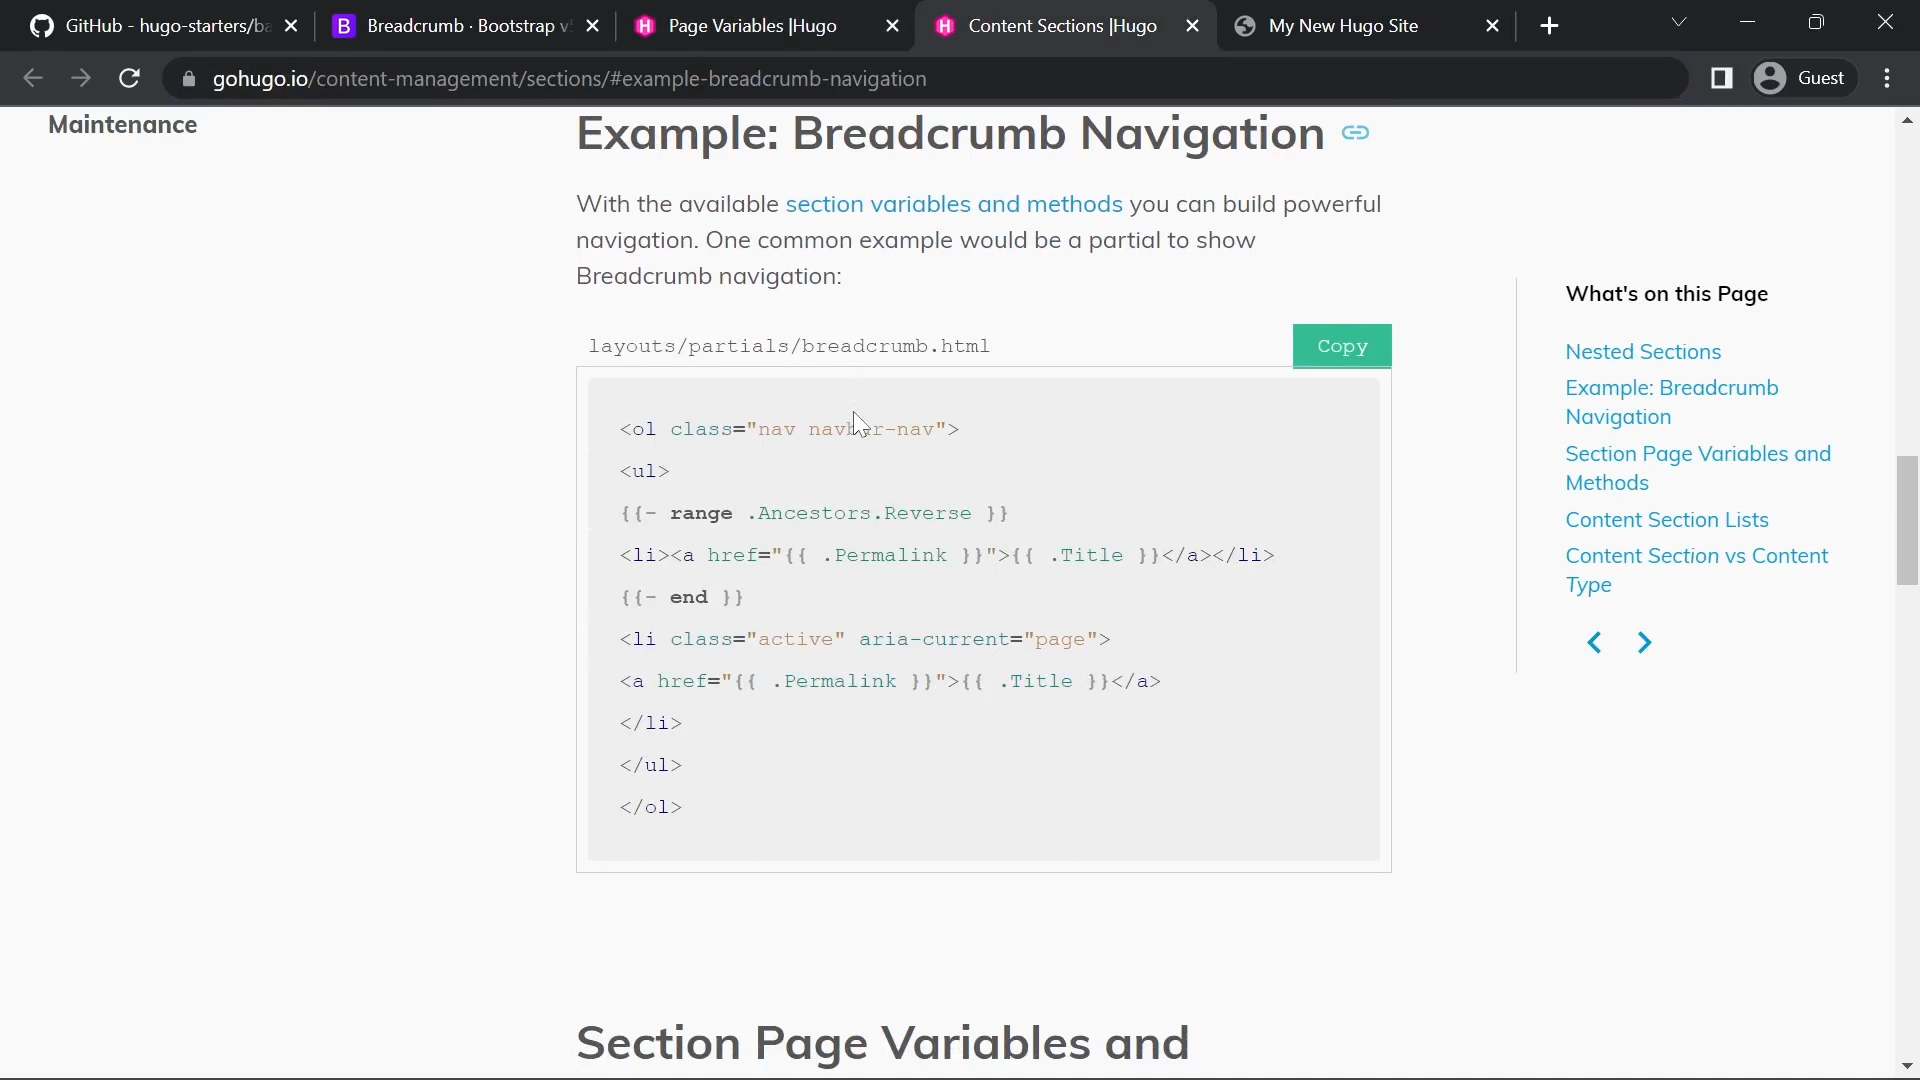 GitHub - hugo-starters/ba
Breadcrumb · Bootstrap v5
Page Variables |Hugo
Content Sections |Hugo
My New Hugo Site
gohugo.io/content-management/sections/#example-breadcrumb-navigation
Guest
Maintenance
Example: Breadcrumb Navigation
With the available section variables and methods you can build powerful
navigation. One common example would be a partial to show
Breadcrumb navigation:
layouts/partials/breadcrumb.html
Copy
<ol class="nav navbar-nav">
<ul>
{{- range .Ancestors.Reverse }}
<li><a href="{{ .Permalink }}">{{ .Title }}</a></li>
{{- end }}
<li class="active" aria-current="page">
<a href="{{ .Permalink }}">{{ .Title }}</a>
</li>
</ul>
</ol>
What's on this Page
Nested Sections
Example: Breadcrumb
Navigation
Section Page Variables and
Methods
Content Section Lists
Content Section vs Content
Type
Section Page Variables and